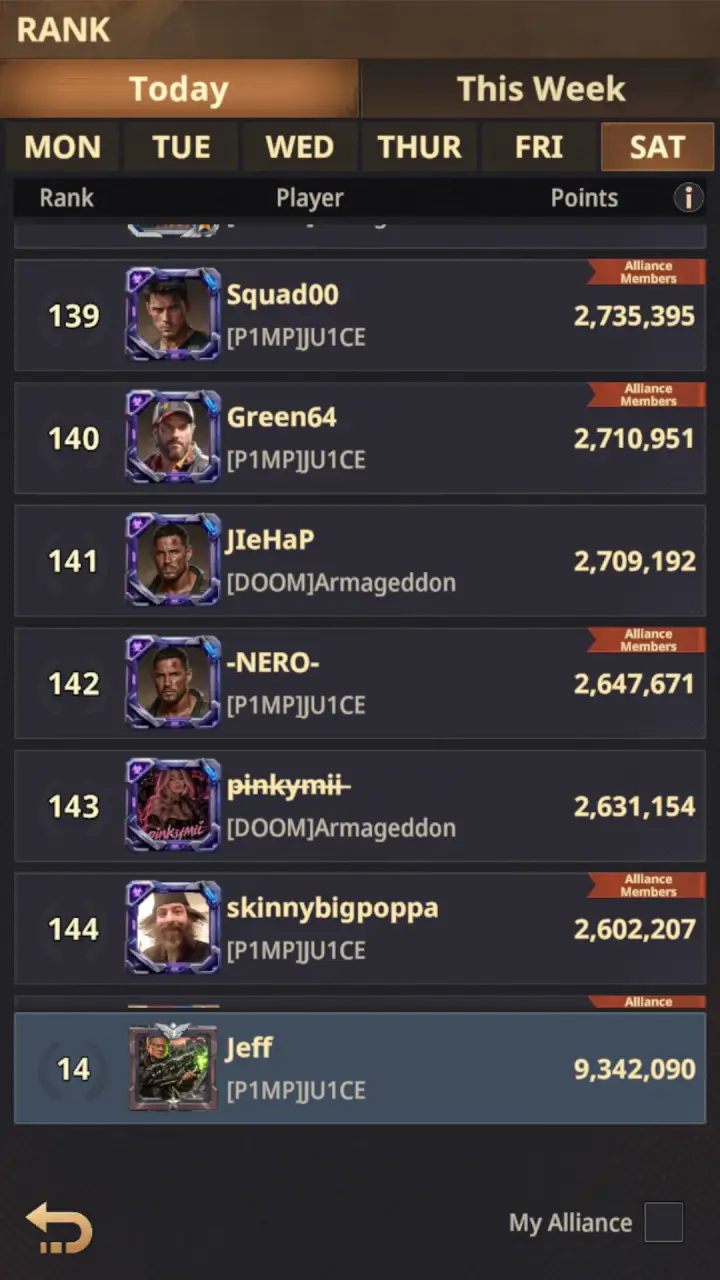 RANK
Today
This Week
MON TUE WED THUR FRI SAT
Rank Player Points i
Alliance Members
139 Squad00 2,735,395
[P1MP]JU1CE
Alliance Members
140 Green64 2,710,951
[P1MP]JU1CE
141 JIeHaP 2,709,192
[DOOM]Armageddon
Alliance Members
142 -NERO- 2,647,671
[P1MP]JU1CE
143 pinkymii 2,631,154
pinkymii
[DOOM]Armageddon
Alliance Members
144 skinnybigpoppa 2,602,207
[P1MP]JU1CE
Alliance
14 Jeff 9,342,090
[P1MP]JU1CE
My Alliance